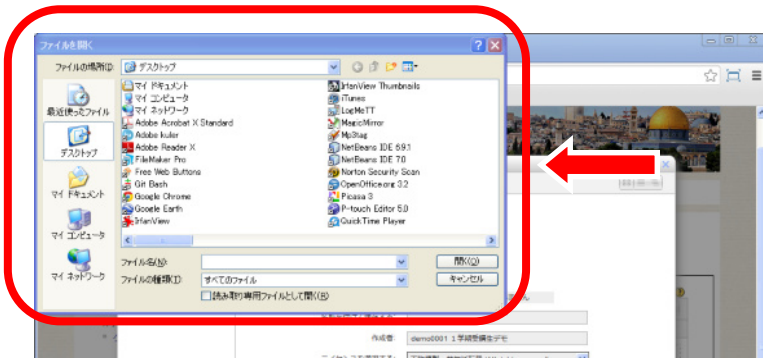 ファイルを開く
ファイルの場所(I):
デスクトップ
最近使ったファイル
デスクトップ
マイ ドキュメント
マイ コンピュータ
マイ ネットワーク
マイ ドキュメント
マイ コンピュータ
マイ ネットワーク
Adobe Acrobat X Standard
Adobe kuler
Adobe Reader X
FileMaker Pro
Free Web Buttons
Git Bash
Google Chrome
Google Earth
IrfanView
IrfanView Thumbnails
iTunes
LogMeTT
MagicMirror
Mp3tag
NetBeans IDE 6.9.1
NetBeans IDE 7.0
Norton Security Scan
OpenOffice.org 3.2
Picasa 3
P-touch Editor 5.0
QuickTime Player
ファイル名(N):
開く(O)
ファイルの種類(T):
すべてのファイル
キャンセル
読み取り専用ファイルとして開く(R)
作成者:
demo0001 1学期受講生デモ